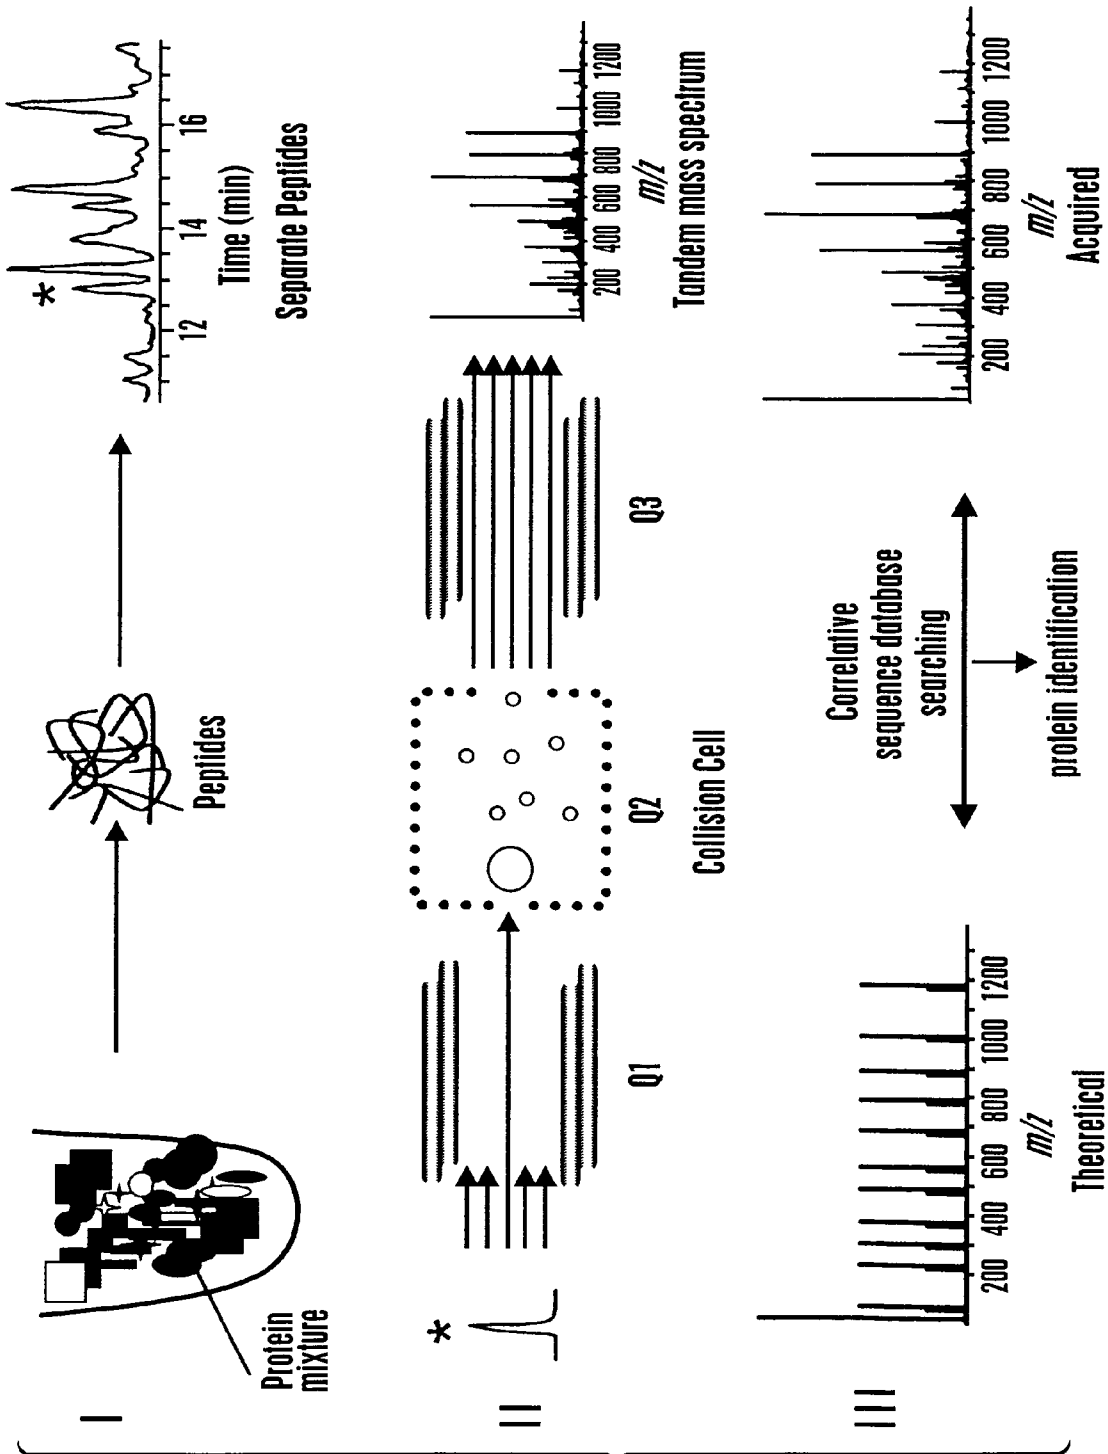 I
Protein
mixture
Peptides
12 14 16
Time (min)
Separate Peptides
*
II
*
Q1
Q2
Collision Cell
Q3
200 400 600 800 1000 1200
m/z
Tandem mass spectrum
III
200 400 600 800 1000 1200
m/z
Theoretical
Correlative
sequence database
searching
protein identification
200 400 600 800 1000 1200
m/z
Acquired